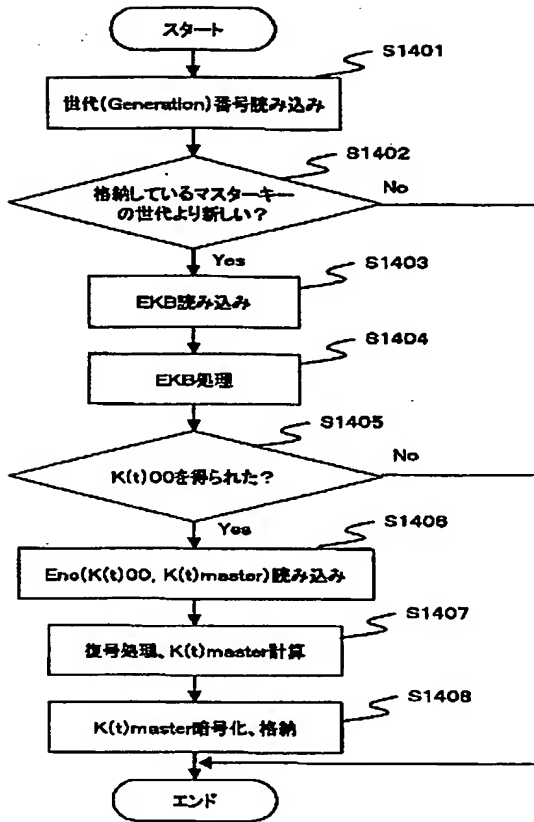 スタート
S1401
世代(Generation)番号読み込み
S1402
格納しているマスターキー
の世代より新しい?
No
Yes
S1403
EKB読み込み
S1404
EKB処理
S1405
K(t)00を得られた?
No
Yes
S1406
Enc(K(t)00, K(t)master)読み込み
S1407
復号処理、K(t)master計算
S1408
K(t)master暗号化、格納
エンド